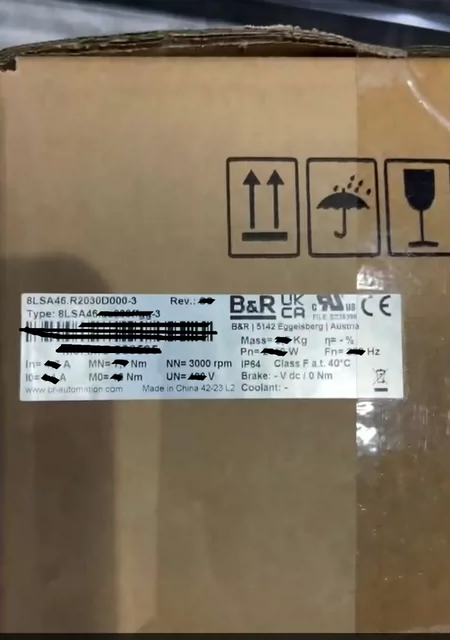 8LSA46.R2030D000-3 Rev.:
Type: 8LSA46 -3
B&R UK CA c UL us CE
B&R | 5142 Eggelsberg | Austria
Mass= Kg η= - %
Pn= W Fn= Hz
In= A MN= Nm NN= 3000 rpm IP64 Class F a.t. 40°C
I0= A M0= Nm UN= V Brake: - V dc / 0 Nm
www.br-automation.com Made in China 42-23 L2 Coolant: -